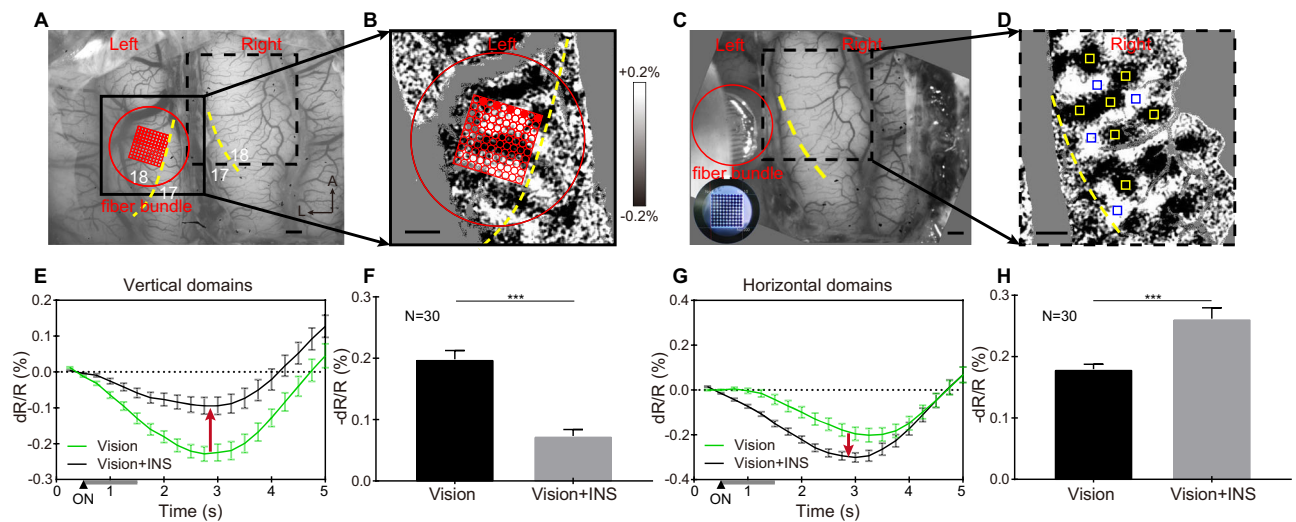 A
Left
Right
18
17
18
17
fiber bundle
A
L
B
Left
+0.2%
-0.2%
C
Left
Right
D
Right
E
Vertical domains
dR/R (%)
0.2
0.1
0.0
-0.1
-0.2
-0.3
Vision
Vision+INS
0
1
2
3
4
5
ON
Time (s)
F
-dR/R (%)
0.3
0.2
0.1
0.0
N=30
***
Vision
Vision+INS
G
Horizontal domains
dR/R (%)
0.4
0.2
0.0
-0.2
-0.4
Vision
Vision+INS
0
1
2
3
4
5
ON
Time (s)
H
-dR/R (%)
0.3
0.2
0.1
0.0
N=30
***
Vision
Vision+INS